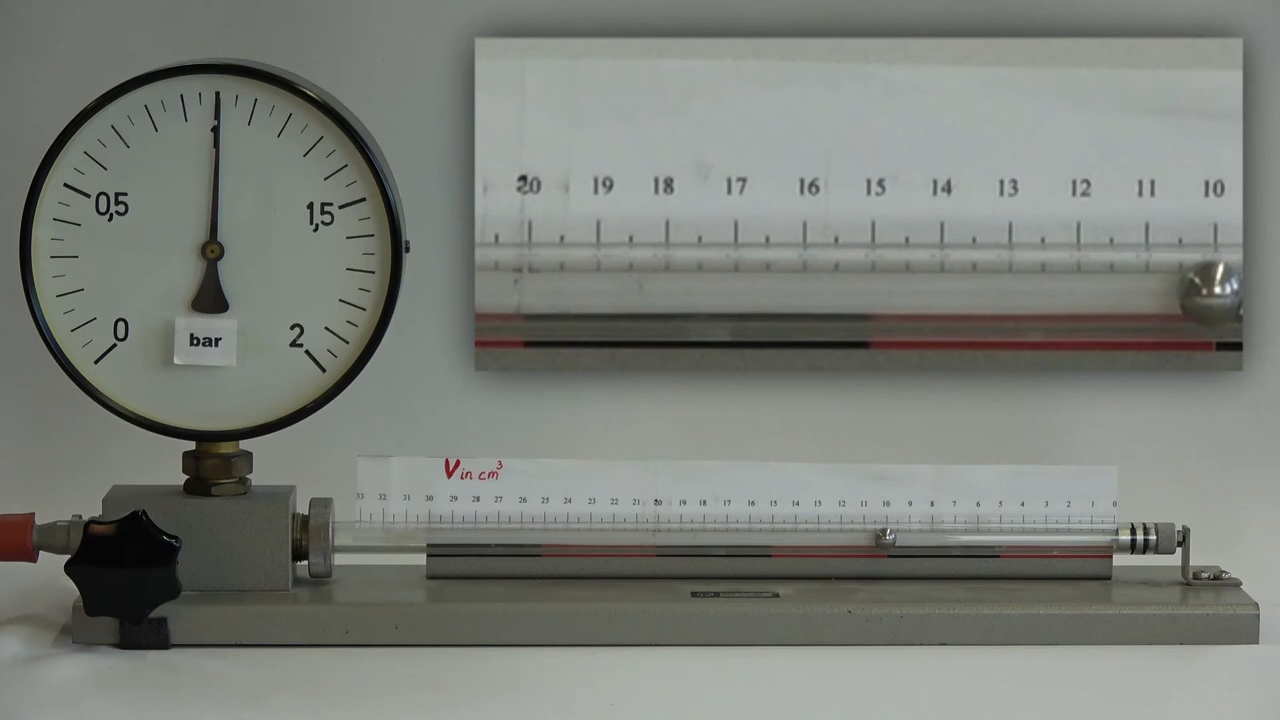 20 19 18 17 16 15 14 13 12 11 10
1
0,5 1,5
0 2
bar
V in cm³
33 32 31 30 29 28 27 26 25 24 23 22 21 20 19 18 17 16 15 14 13 12 11 10 9 8 7 6 5 4 3 2 1 0